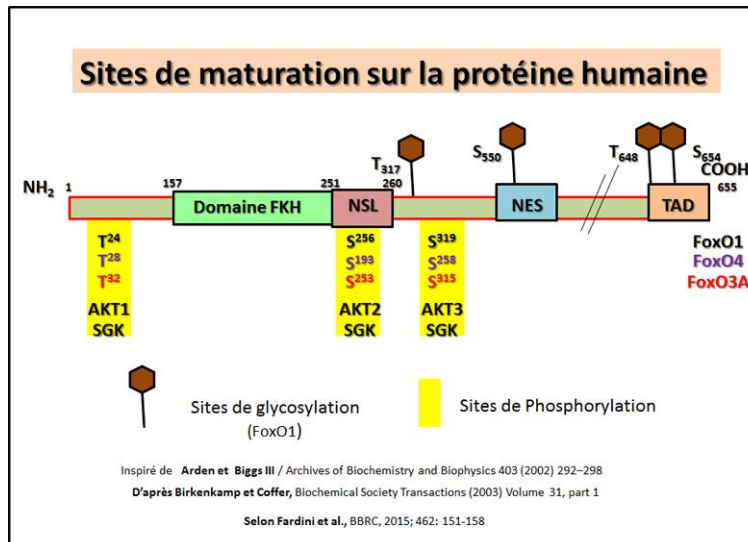 Sites de maturation sur la protéine humaine
T317 S550 T648 S654
COOH
NH2 1 157 251 260 655
Domaine FKH NSL NES TAD
T24 S256 S319 FoxO1
T28 S193 S258 FoxO4
T32 S253 S315 FoxO3A
AKT1 AKT2 AKT3
SGK SGK SGK
Sites de glycosylation
(FoxO1)
Sites de Phosphorylation
Inspiré de Arden et Biggs III / Archives of Biochemistry and Biophysics 403 (2002) 292–298
D'après Birkenkamp et Coffer, Biochemical Society Transactions (2003) Volume 31, part 1
Selon Fardini et al., BBRC, 2015; 462: 151-158